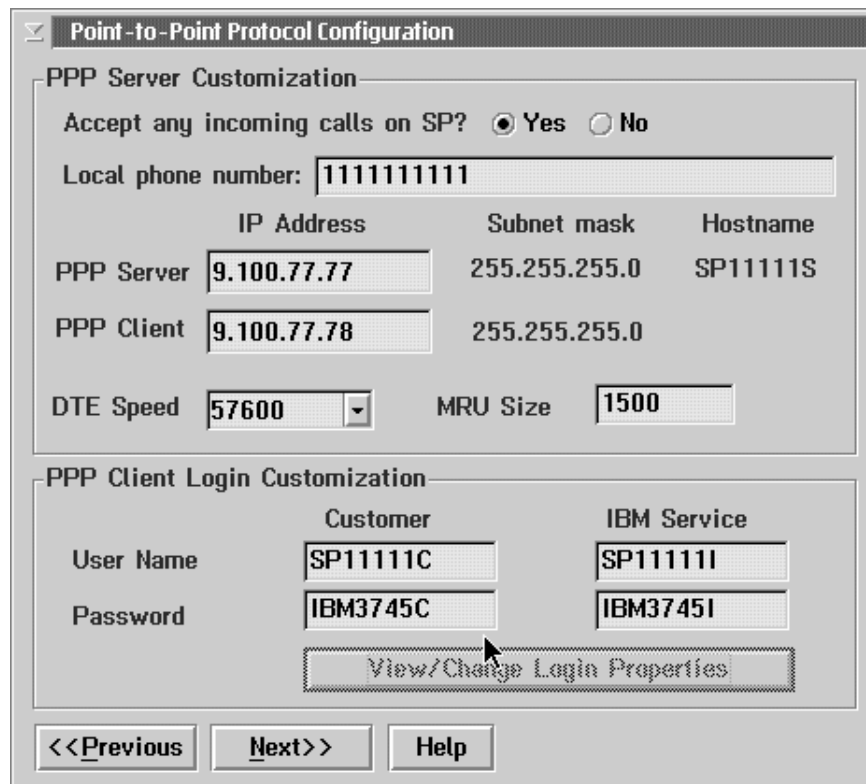 Point-to-Point Protocol Configuration
PPP Server Customization
Accept any incoming calls on SP? Yes No
Local phone number: 1111111111
IP Address Subnet mask Hostname
PPP Server 9.100.77.77 255.255.255.0 SP11111S
PPP Client 9.100.77.78 255.255.255.0
DTE Speed 57600 MRU Size 1500
PPP Client Login Customization
Customer IBM Service
User Name SP11111C SP11111I
Password IBM3745C IBM3745I
View/Change Login Properties
<<Previous Next>> Help